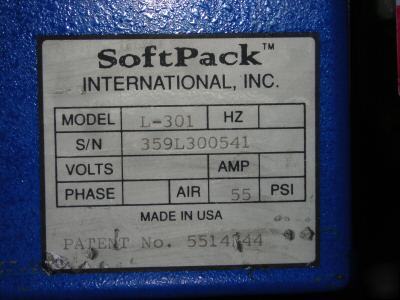 SoftPack™
INTERNATIONAL, INC.
MODEL L-301 HZ
S/N 359L300541
VOLTS AMP
PHASE AIR 55 PSI
MADE IN USA
PATENT No.